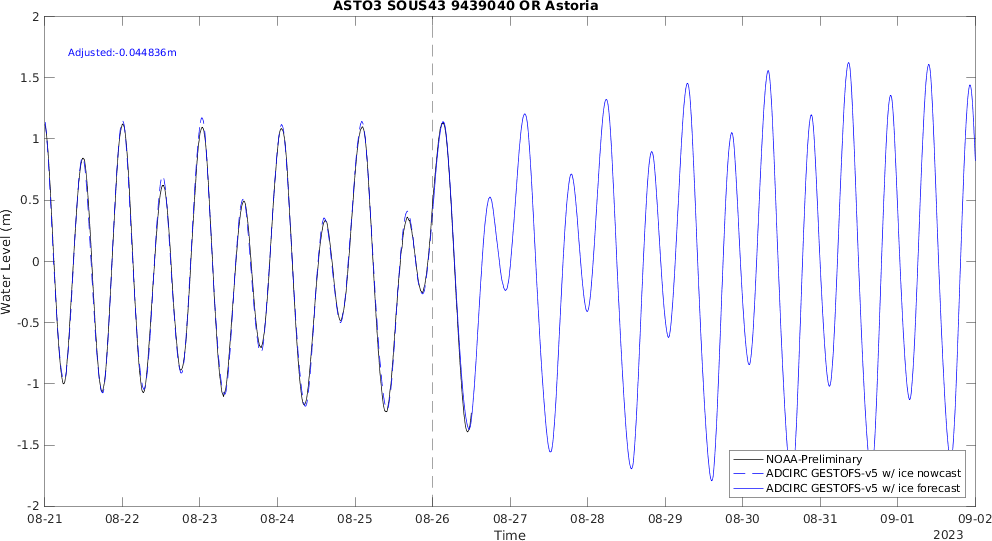 ASTO3 SOUS43 9439040 OR Astoria
Adjusted:-0.044836m
2
1.5
1
0.5
0
-0.5
-1
-1.5
-2
Water Level (m)
NOAA-Preliminary
ADCIRC GESTOFS-v5 w/ ice nowcast
ADCIRC GESTOFS-v5 w/ ice forecast
08-21 08-22 08-23 08-24 08-25 08-26 08-27 08-28 08-29 08-30 08-31 09-01 09-02
Time
2023